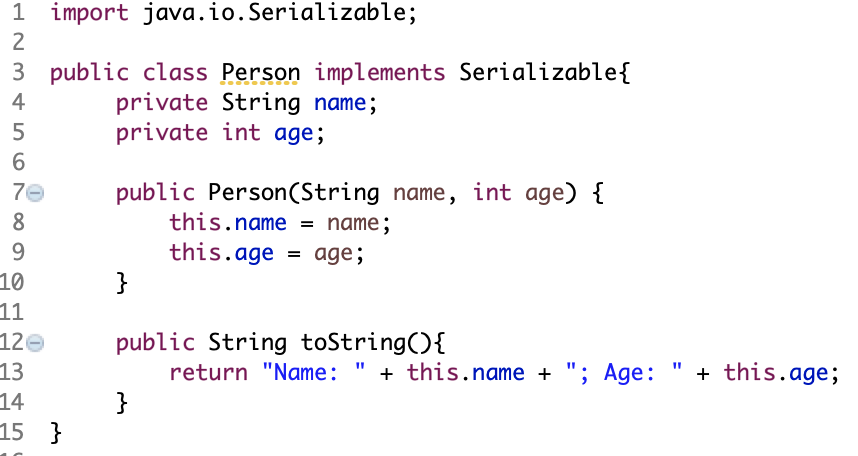 1 import java.io.Serializable;
2
3 public class Person implements Serializable{
4 private String name;
5 private int age;
6
7 public Person(String name, int age) {
8 this.name = name;
9 this.age = age;
10 }
11
12 public String toString(){
13 return "Name: " + this.name + "; Age: " + this.age;
14 }
15 }